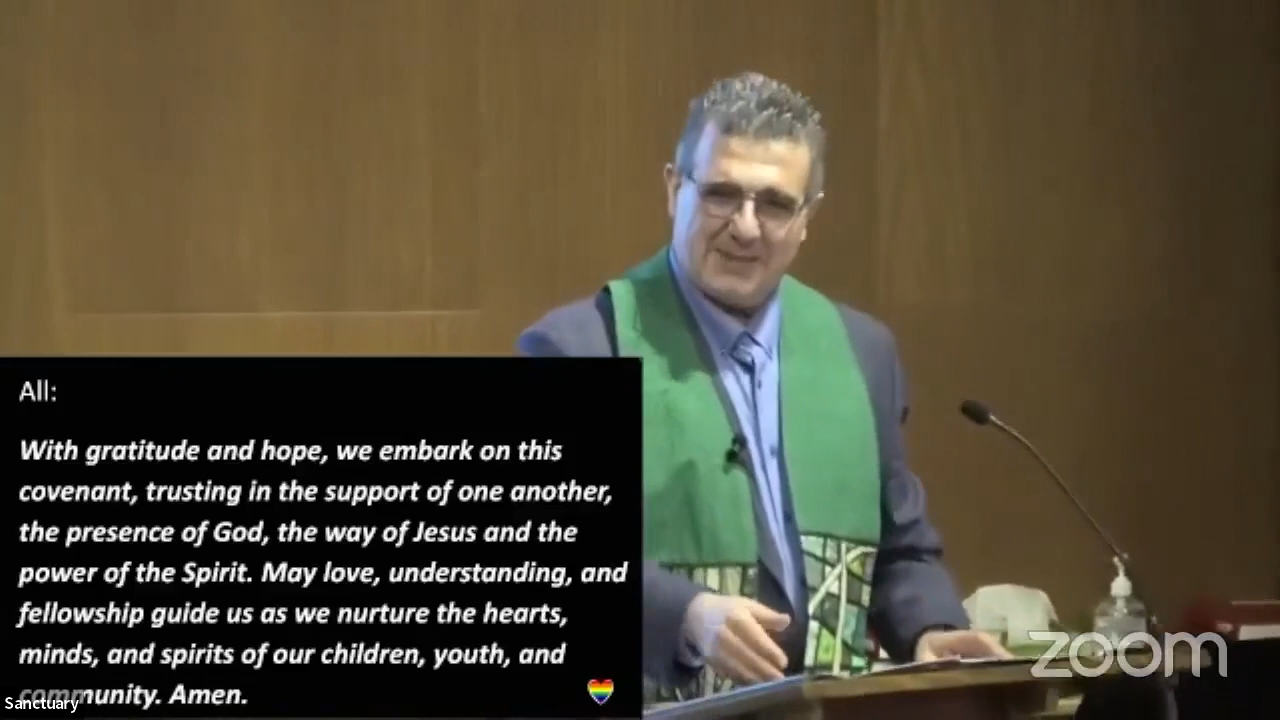 All:
With gratitude and hope, we embark on this
covenant, trusting in the support of one another,
the presence of God, the way of Jesus and the
power of the Spirit. May love, understanding, and
fellowship guide us as we nurture the hearts,
minds, and spirits of our children, youth, and
community. Amen.
Sanctuary
zoom